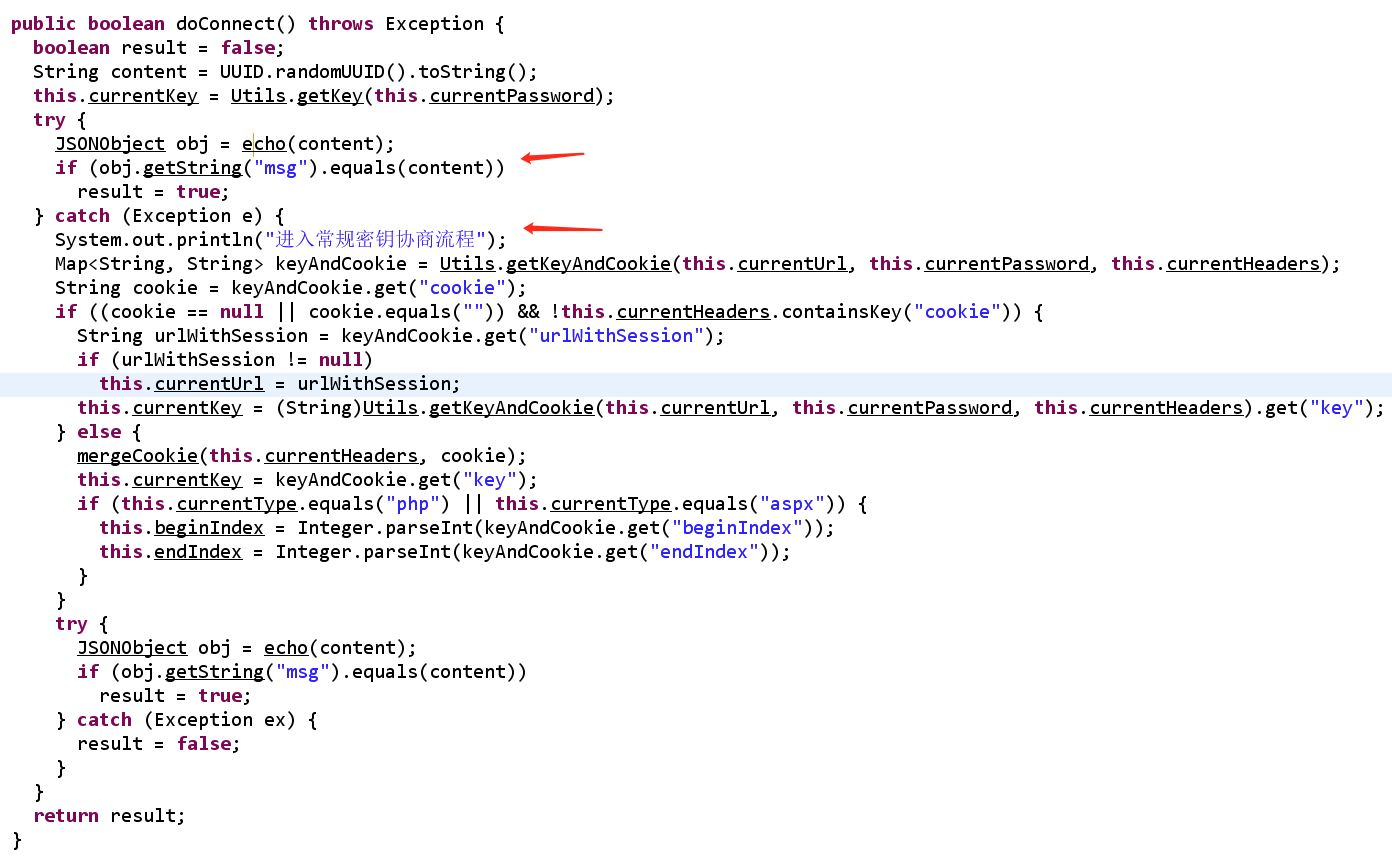 public boolean doConnect() throws Exception {
  boolean result = false;
  String content = UUID.randomUUID().toString();
  this.currentKey = Utils.getKey(this.currentPassword);
  try {
    JSONObject obj = echo(content);
    if (obj.getString("msg").equals(content))
      result = true;
  } catch (Exception e) {
    System.out.println("进入常规密钥协商流程");
    Map<String, String> keyAndCookie = Utils.getKeyAndCookie(this.currentUrl, this.currentPassword, this.currentHeaders);
    String cookie = keyAndCookie.get("cookie");
    if ((cookie == null || cookie.equals("")) && !this.currentHeaders.containsKey("cookie")) {
      String urlWithSession = keyAndCookie.get("urlWithSession");
      if (urlWithSession != null)
        this.currentUrl = urlWithSession;
      this.currentKey = (String)Utils.getKeyAndCookie(this.currentUrl, this.currentPassword, this.currentHeaders).get("key");
    } else {
      mergeCookie(this.currentHeaders, cookie);
      this.currentKey = keyAndCookie.get("key");
      if (this.currentType.equals("php") || this.currentType.equals("aspx")) {
        this.beginIndex = Integer.parseInt(keyAndCookie.get("beginIndex"));
        this.endIndex = Integer.parseInt(keyAndCookie.get("endIndex"));
      }
    }
    try {
      JSONObject obj = echo(content);
      if (obj.getString("msg").equals(content))
        result = true;
    } catch (Exception ex) {
      result = false;
    }
  }
  return result;
}